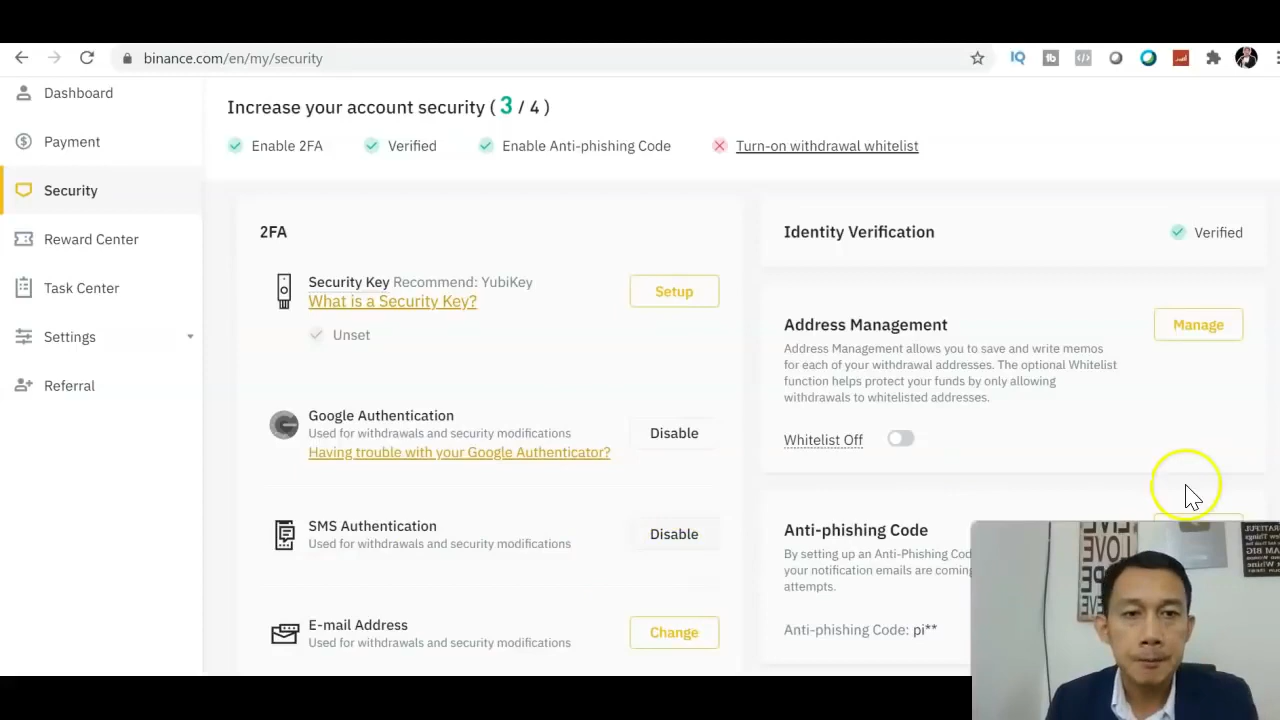 binance.com/en/my/security
Dashboard
Payment
Security
Reward Center
Task Center
Settings
Referral
Increase your account security ( 3 / 4 )
Enable 2FA
Verified
Enable Anti-phishing Code
Turn-on withdrawal whitelist
2FA
Security Key Recommend: YubiKey
What is a Security Key?
Unset
Setup
Google Authentication
Used for withdrawals and security modifications
Having trouble with your Google Authenticator?
Disable
SMS Authentication
Used for withdrawals and security modifications
Disable
E-mail Address
Used for withdrawals and security modifications
Change
Identity Verification
Verified
Address Management
Manage
Address Management allows you to save and write memos
for each of your withdrawal addresses. The optional Whitelist
function helps protect your funds by only allowing
withdrawals to whitelisted addresses.
Whitelist Off
Anti-phishing Code
By setting up an Anti-Phishing Cod
your notification emails are coming
attempts.
Anti-phishing Code: pi**
LIVE
LOVE